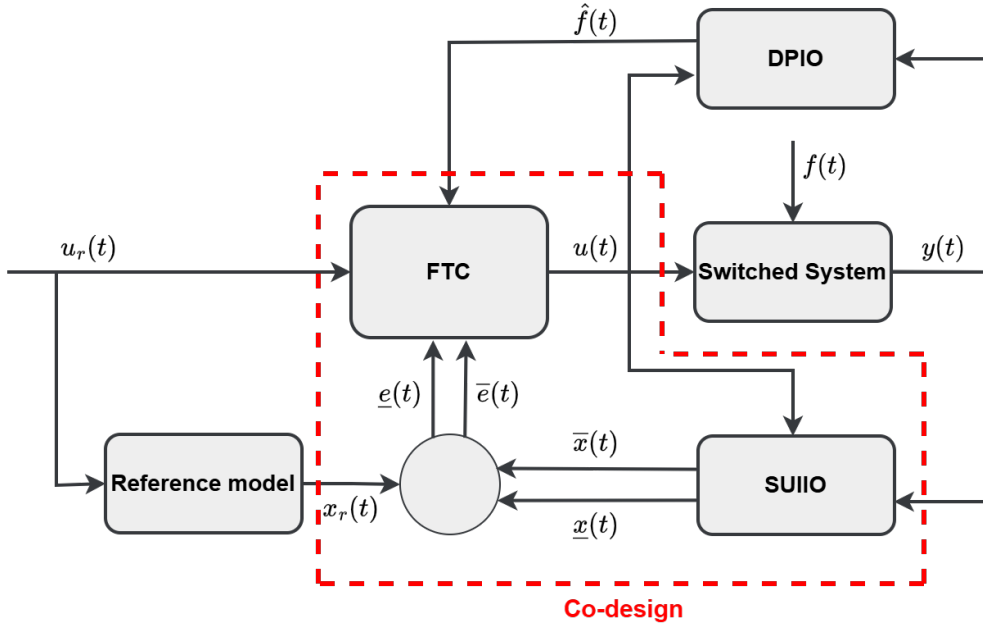 f̂(t)
DPIO
f(t)
u_r(t)
FTC
u(t)
Switched System
y(t)
e̲(t)
e̅(t)
x̅(t)
Reference model
SUIIO
x_r(t)
x̲(t)
Co-design